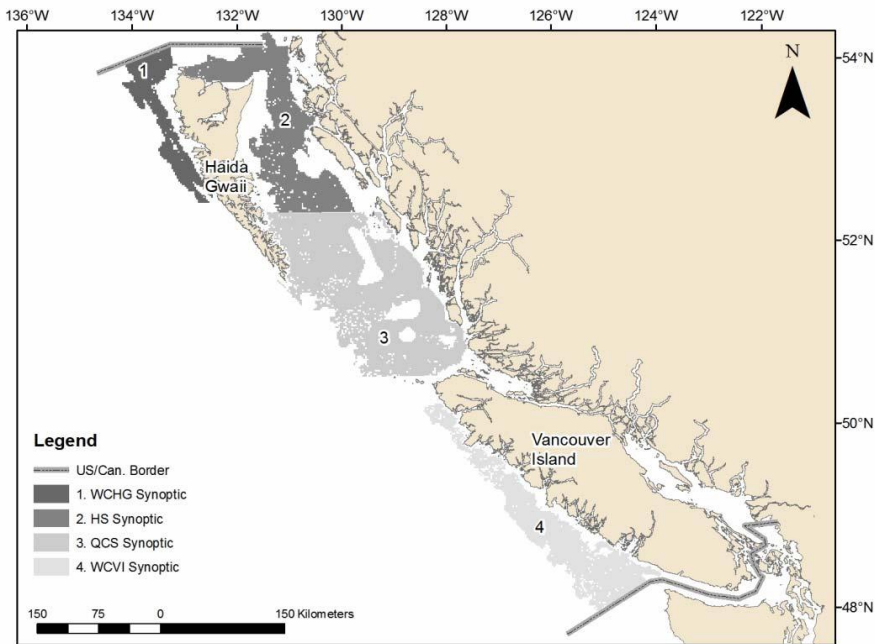 136°W 134°W 132°W 130°W 128°W 126°W 124°W 122°W
54°N
N
1
2
Haida
Gwaii
52°N
3
50°N
Vancouver
Island
4
48°N
Legend
US/Can. Border
1. WCHG Synoptic
2. HS Synoptic
3. QCS Synoptic
4. WCVI Synoptic
150 75 0 150 Kilometers